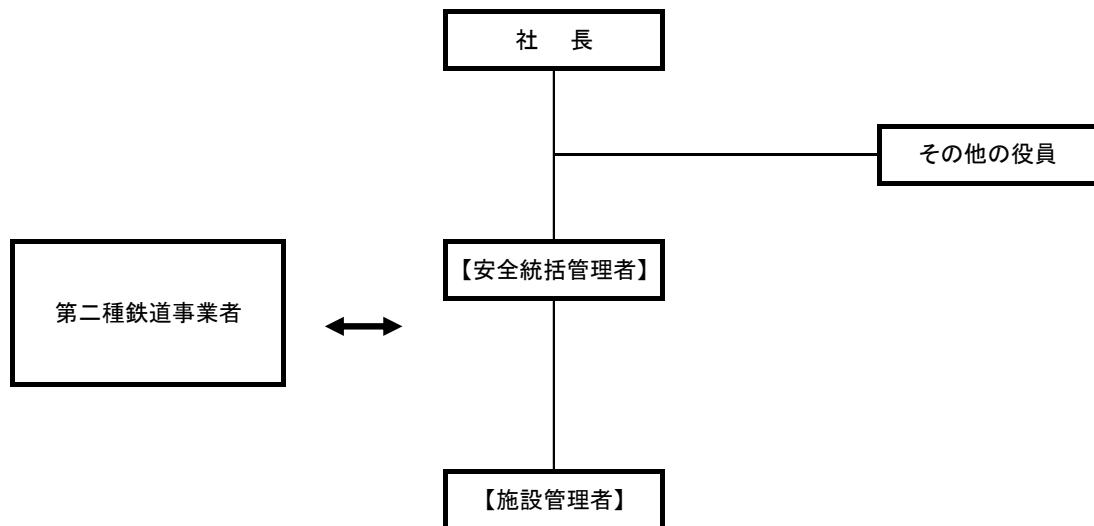 社　長
その他の役員
【安全統括管理者】
第二種鉄道事業者
【施設管理者】